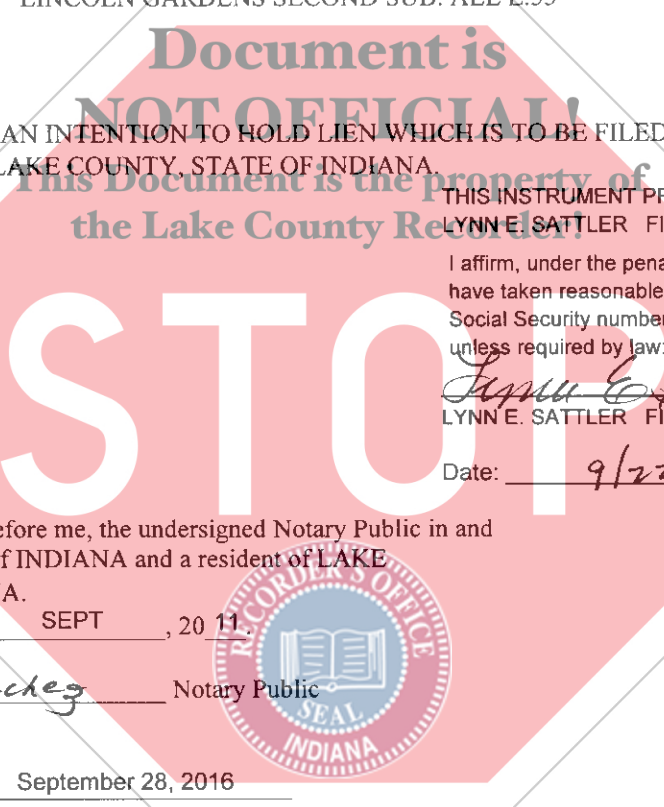 LINCOLN GARDENS SECOND SUB. ALL L.55
Document is
NOT OFFICIAL!
AN INTENTION TO HOLD LIEN WHICH IS TO BE FILED
LAKE COUNTY, STATE OF INDIANA.
This Document is the property of
the Lake County Recorder!
THIS INSTRUMENT PR
LYNN E. SATTLER FI
I affirm, under the pena
have taken reasonable
Social Security number
unless required by law:
LYNN E. SATTLER FI
Date: 9/22
STOP
efore me, the undersigned Notary Public in and
f INDIANA and a resident of LAKE
A.
SEPT , 20 11.
chez Notary Public
RECORDER'S OFFICE
SEAL
INDIANA
September 28, 2016